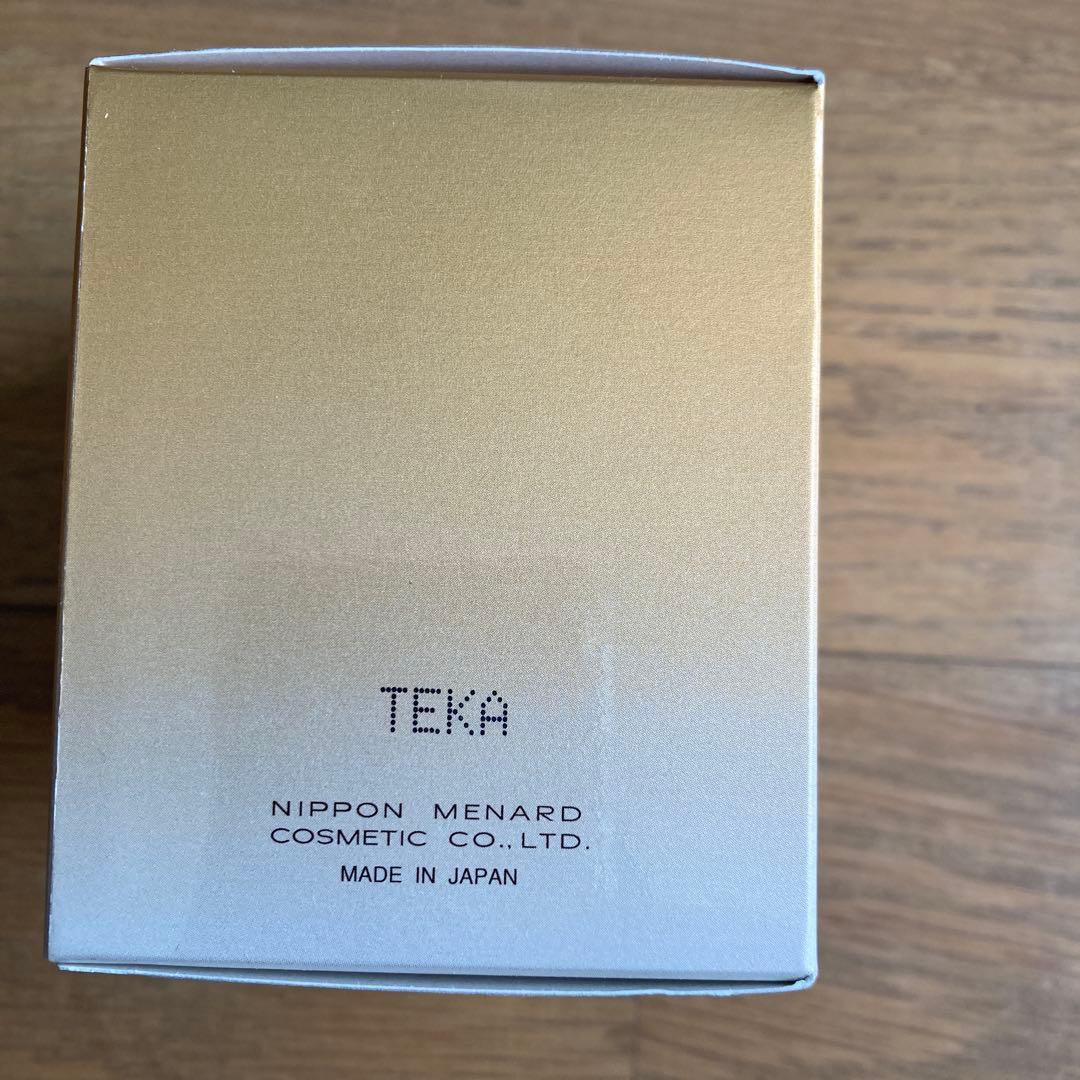 TEKA
NIPPON MENARD
COSMETIC CO., LTD.
MADE IN JAPAN